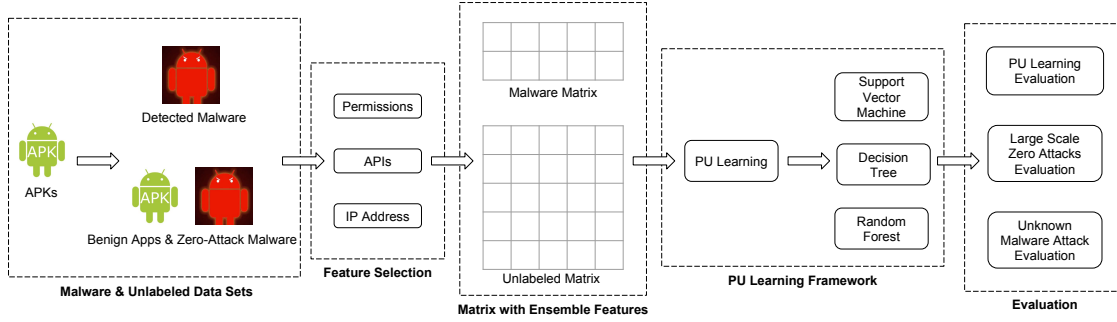 APK
APKs
Detected Malware
APK
Benign Apps & Zero-Attack Malware
Malware & Unlabeled Data Sets
Permissions
APIs
IP Address
Feature Selection
Malware Matrix
Unlabeled Matrix
Matrix with Ensemble Features
PU Learning
Support
Vector
Machine
Decision
Tree
Random
Forest
PU Learning Framework
PU Learning
Evaluation
Large Scale
Zero Attacks
Evaluation
Unknown
Malware Attack
Evaluation
Evaluation